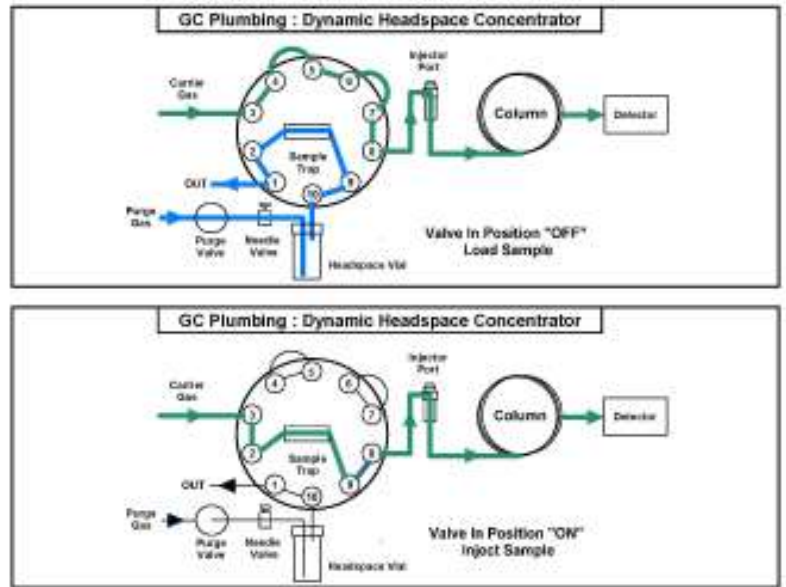 GC Plumbing : Dynamic Headspace Concentrator
Injector
Port
Carrier
Gas
5
4
6
3
7
Column
Detector
2
8
Sample
Trap
OUT
1
9
10
Purge
Gas
Purge
Valve
Needle
Valve
Headspace Vial
Valve In Position "OFF"
Load Sample
GC Plumbing : Dynamic Headspace Concentrator
Injector
Port
Carrier
Gas
5
4
6
3
7
Column
Detector
2
8
Sample
Trap
OUT
1
9
10
Purge
Gas
Purge
Valve
Needle
Valve
Headspace Vial
Valve In Position "ON"
Inject Sample